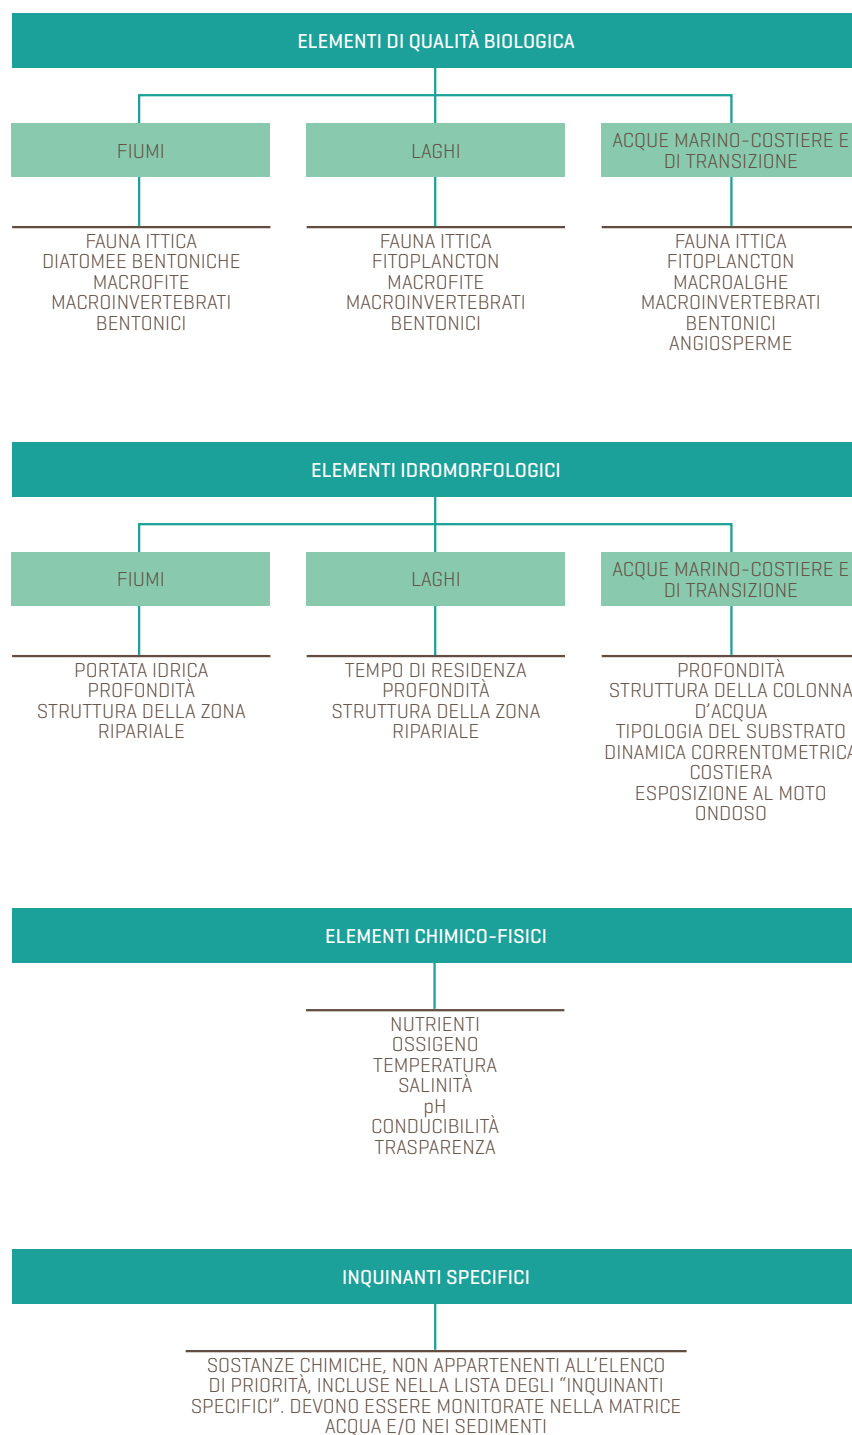 ELEMENTI DI QUALITÀ BIOLOGICA
FIUMI
FAUNA ITTICA
DIATOMEE BENTONICHE
MACROFITE
MACROINVERTEBRATI
BENTONICI
LAGHI
FAUNA ITTICA
FITOPLANCTON
MACROFITE
MACROINVERTEBRATI
BENTONICI
ACQUE MARINO-COSTIERE E
DI TRANSIZIONE
FAUNA ITTICA
FITOPLANCTON
MACROALGHE
MACROINVERTEBRATI
BENTONICI
ANGIOSPERME
ELEMENTI IDROMORFOLOGICI
FIUMI
PORTATA IDRICA
PROFONDITÀ
STRUTTURA DELLA ZONA
RIPARIALE
LAGHI
TEMPO DI RESIDENZA
PROFONDITÀ
STRUTTURA DELLA ZONA
RIPARIALE
ACQUE MARINO-COSTIERE E
DI TRANSIZIONE
PROFONDITÀ
STRUTTURA DELLA COLONNA
D'ACQUA
TIPOLOGIA DEL SUBSTRATO
DINAMICA CORRENTOMETRICA
COSTIERA
ESPOSIZIONE AL MOTO
ONDOSO
ELEMENTI CHIMICO-FISICI
NUTRIENTI
OSSIGENO
TEMPERATURA
SALINITÀ
pH
CONDUCIBILITÀ
TRASPARENZA
INQUINANTI SPECIFICI
SOSTANZE CHIMICHE, NON APPARTENENTI ALL'ELENCO
DI PRIORITÀ, INCLUSE NELLA LISTA DEGLI "INQUINANTI
SPECIFICI". DEVONO ESSERE MONITORATE NELLA MATRICE
ACQUA E/O NEI SEDIMENTI